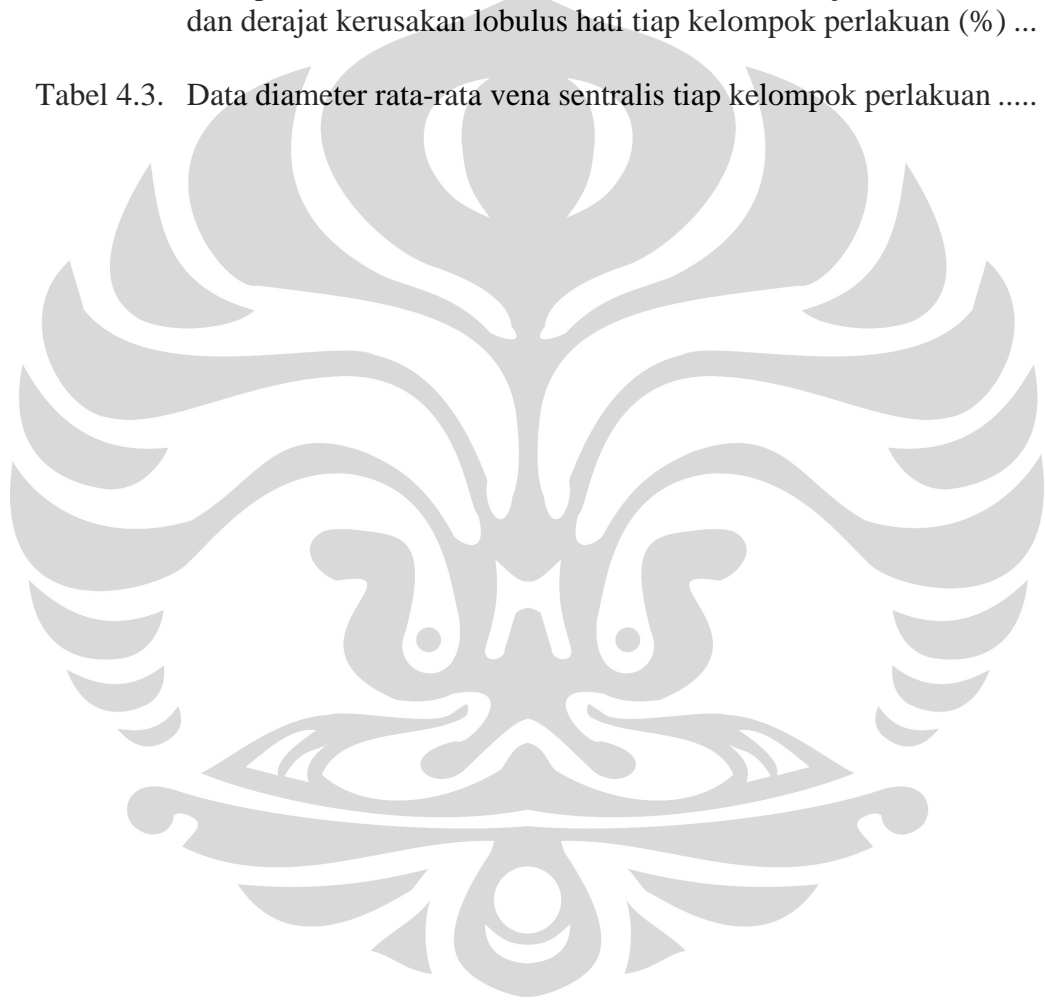 dan derajat kerusakan lobulus hati tiap kelompok perlakuan (%) ...
Tabel 4.3. Data diameter rata-rata vena sentralis tiap kelompok perlakuan .....